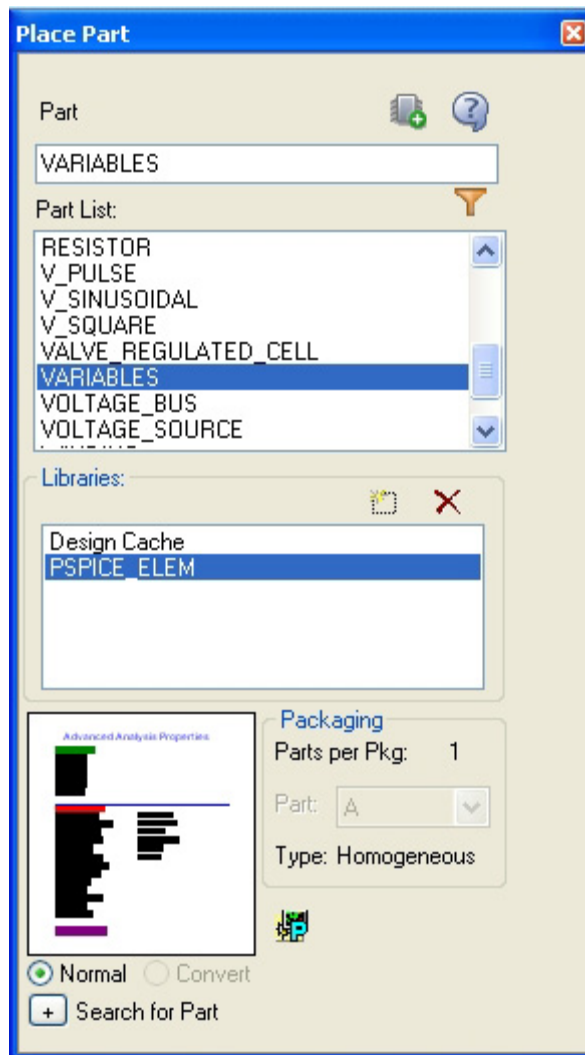 Place Part
Part
VARIABLES
Part List:
RESISTOR
V_PULSE
V_SINUSOIDAL
V_SQUARE
VALVE_REGULATED_CELL
VARIABLES
VOLTAGE_BUS
VOLTAGE_SOURCE
Libraries:
Design Cache
PSPICE_ELEM
Advanced Analysis Properties
Packaging
Parts per Pkg: 1
Part: A
Type: Homogeneous
Normal Convert
+ Search for Part